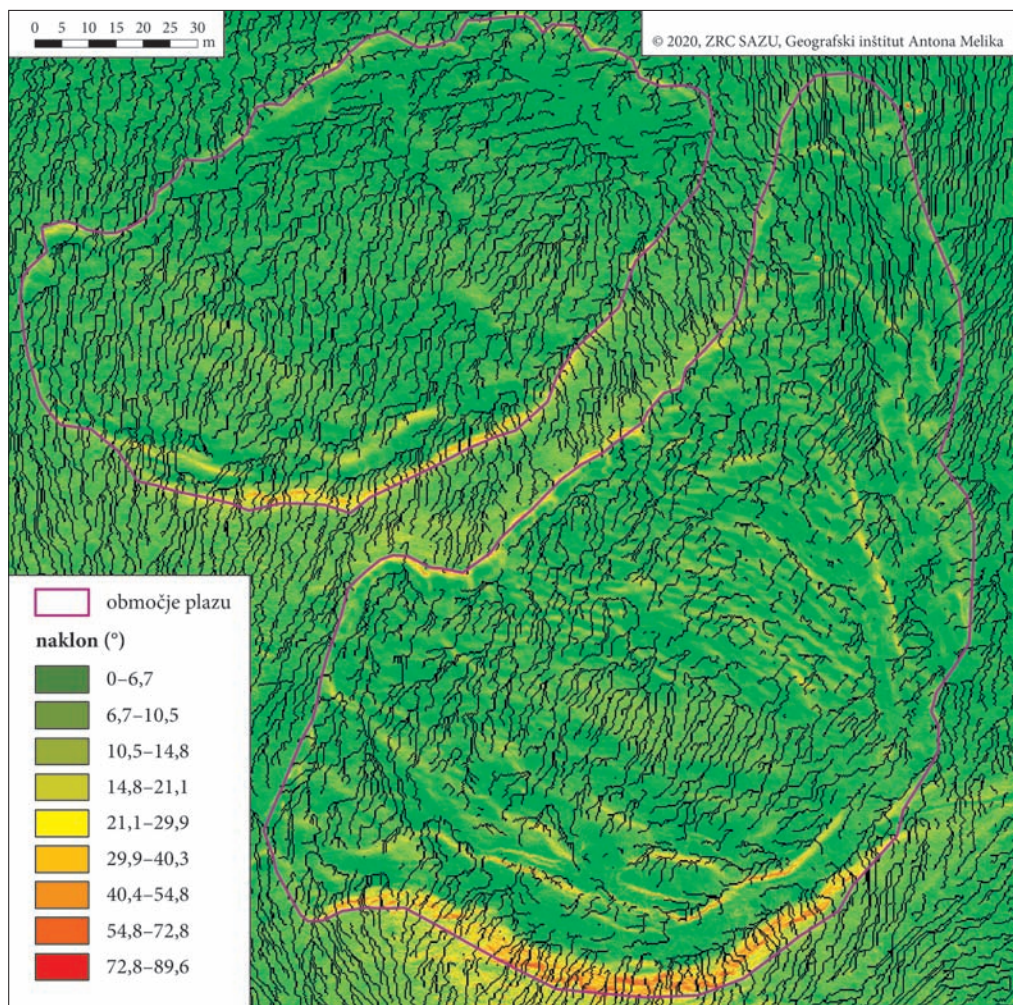 0 5 10 15 20 25 30
m
© 2020, ZRC SAZU, Geografski inštitut Antona Melika
območje plazu
naklon (°)
0–6,7
6,7–10,5
10,5–14,8
14,8–21,1
21,1–29,9
29,9–40,3
40,4–54,8
54,8–72,8
72,8–89,6